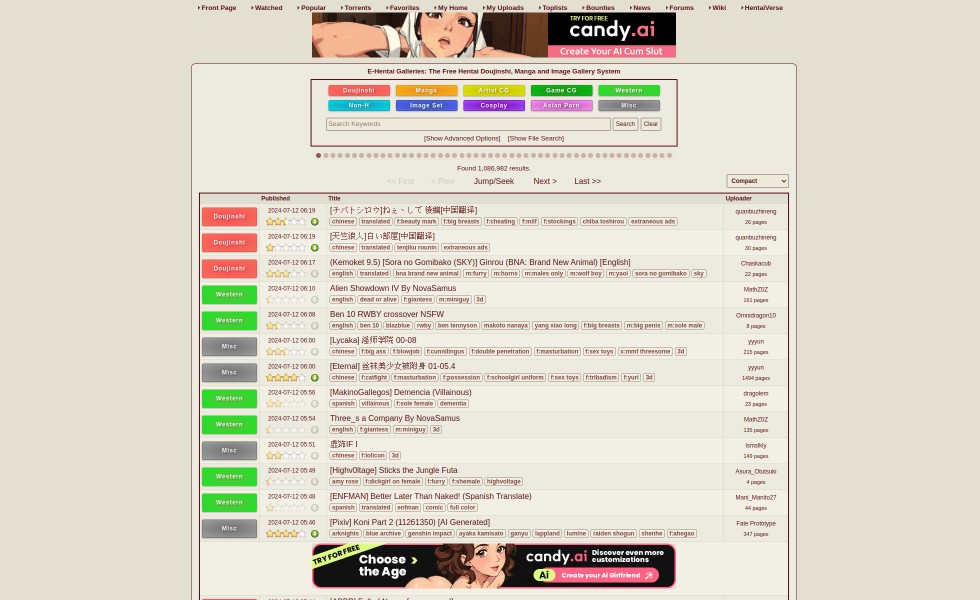 Front Page Watched Popular Torrents Favorites My Home My Uploads Toplists Bounties News Forums Wiki HentaiVerse
TRY FOR FREE
candy.ai
Create Your AI Cum Slut
E-Hentai Galleries: The Free Hentai Doujinshi, Manga and Image Gallery System
Doujinshi Manga Artist CG Game CG Western
Non-H Image Set Cosplay Asian Porn Misc
Search Keywords Search Clear
[Show Advanced Options] [Show File Search]
Found 1,086,982 results.
<< First < Prev Jump/Seek Next > Last >> Compact
Published Title Uploader
Doujinshi 2024-07-12 06:19 後編[中国翻译] quanbuzhineng
chinese translated f:beauty mark f:big breasts f:cheating f:milf f:stockings chiba toshirou extraneous ads 26 pages
Doujinshi 2024-07-12 06:19 [天竺浪人]白い部屋[中国翻译] quanbuzhineng
chinese translated tenjiku rounin extraneous ads 30 pages
Doujinshi 2024-07-12 06:17 (Kemoket 9.5) [Sora no Gomibako (SKY)] Ginrou (BNA: Brand New Animal) [English] Chaskacub
english translated bna brand new animal m:furry m:horns m:males only m:wolf boy m:yaoi sora no gomibako sky 22 pages
Western 2024-07-12 06:10 Alien Showdown IV By NovaSamus MathZ0Z
english dead or alive f:giantess m:miniguy 3d 161 pages
Western 2024-07-12 06:08 Ben 10 RWBY crossover NSFW Omnidragon10
english ben 10 blazblue rwby ben tennyson makoto nanaya yang xiao long f:big breasts m:big penis m:sole male 8 pages
Misc 2024-07-12 06:00 [Lycaka] 淫师学院 00-08 yyyun
chinese f:big ass f:blowjob f:cunnilingus f:double penetration f:masturbation f:sex toys x:mmf threesome 3d 215 pages
Misc 2024-07-12 06:00 [Eternal] 丝袜美少女被附身 01-05.4 yyyun
chinese f:catfight f:masturbation f:possession f:schoolgirl uniform f:sex toys f:tribadism f:yuri 3d 1494 pages
Western 2024-07-12 05:56 [MakinoGallegos] Demencia (Villainous) dragolem
spanish villainous f:sole female dementia 23 pages
Western 2024-07-12 05:54 Three_s a Company By NovaSamus MathZ0Z
english f:giantess m:miniguy 3d 135 pages
Misc 2024-07-12 05:51 虚饰IF I
chinese f:lolicon 3d 149 pages
Western 2024-07-12 05:49 [Highv0ltage] Sticks the Jungle Futa Asura_Otutsuki
amy rose f:dickgirl on female f:furry f:shemale highvoltage 4 pages
Western 2024-07-12 05:48 [ENFMAN] Better Later Than Naked! (Spanish Translate) Mani_Manito27
spanish translated enfman comic full color 44 pages
Misc 2024-07-12 05:46 [Pixiv] Koni Part 2 (11261350) [AI Generated] Fate Prototype
arknights blue archive genshin impact ayaka kamisato ganyu lappland lumine raiden shogun shenhe f:ahegao 347 pages
TRY FOR FREE
Choose the Age
candy.ai
Discover even more customizations
Ai Create your AI Girlfriend